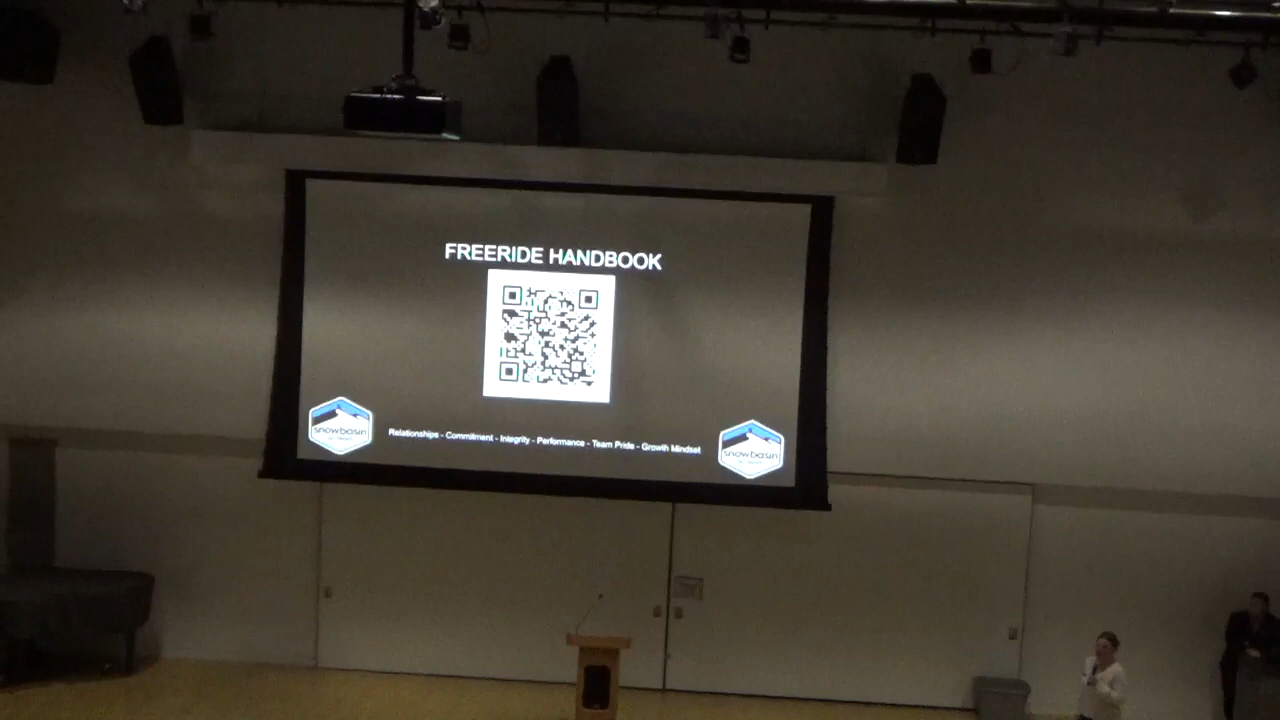 FREERIDE HANDBOOK
snowbasin
Relationships - Commitment - Integrity - Performance - Team Pride - Growth Mindset
snowbasin